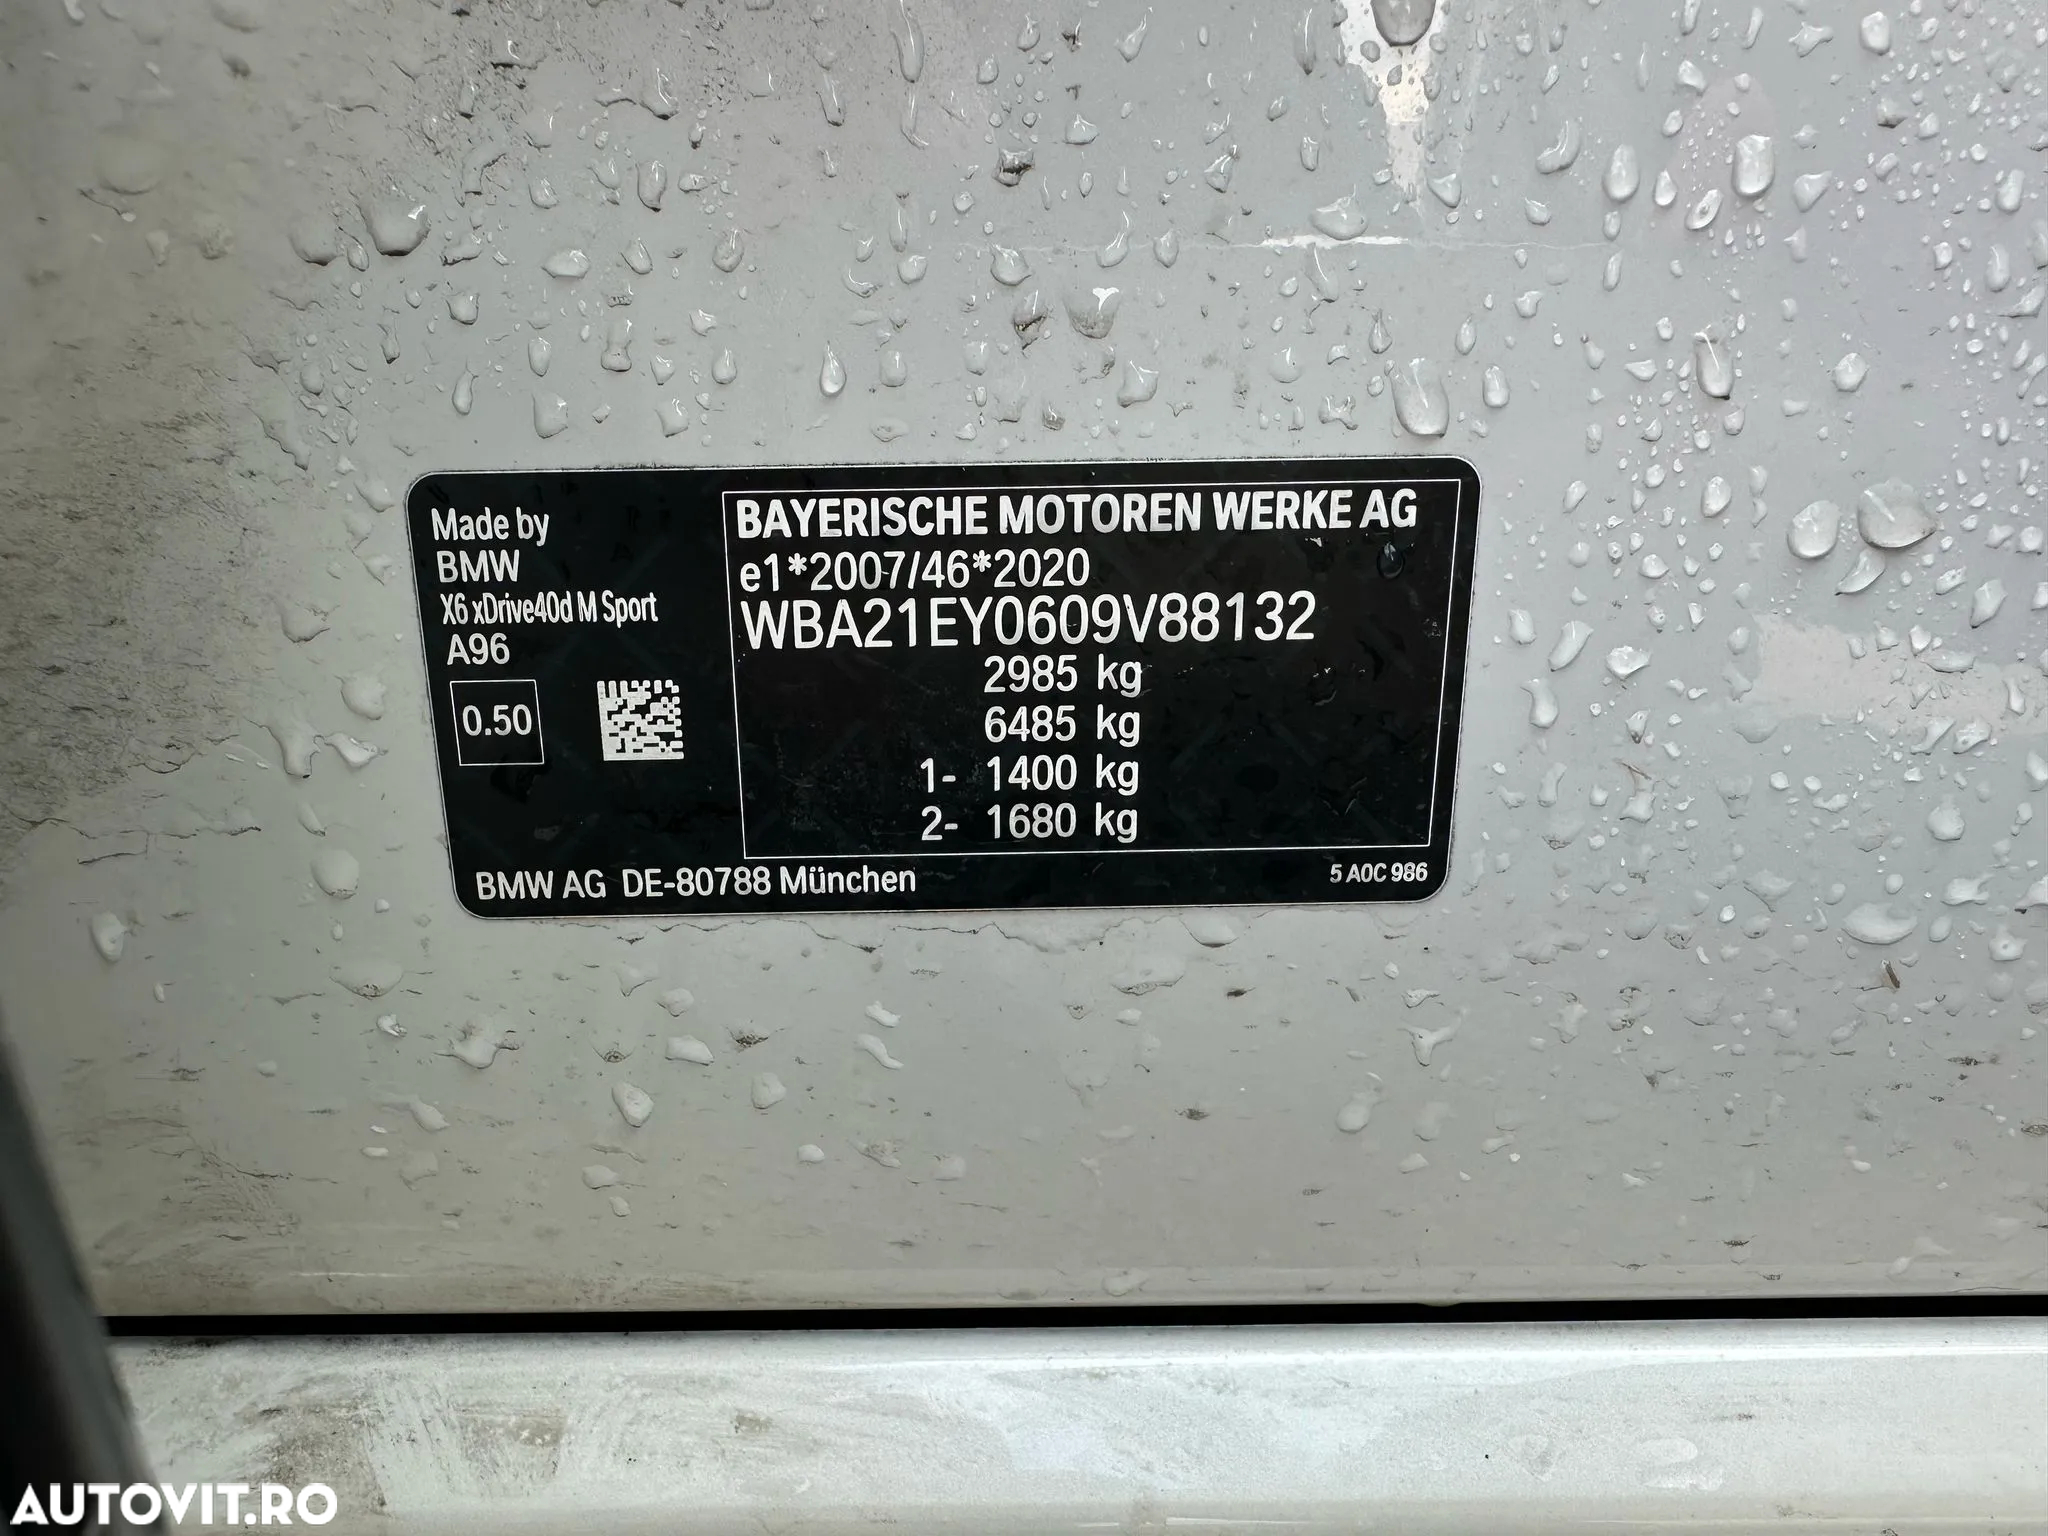 Made by
BMW
X6 xDrive40d M Sport
A96
0.50
BAYERISCHE MOTOREN WERKE AG
e1*2007/46*2020
WBA21EY0609V88132
2985 kg
6485 kg
1- 1400 kg
2- 1680 kg
BMW AG DE-80788 München
5 A0C 986
AUTOVIT.RO